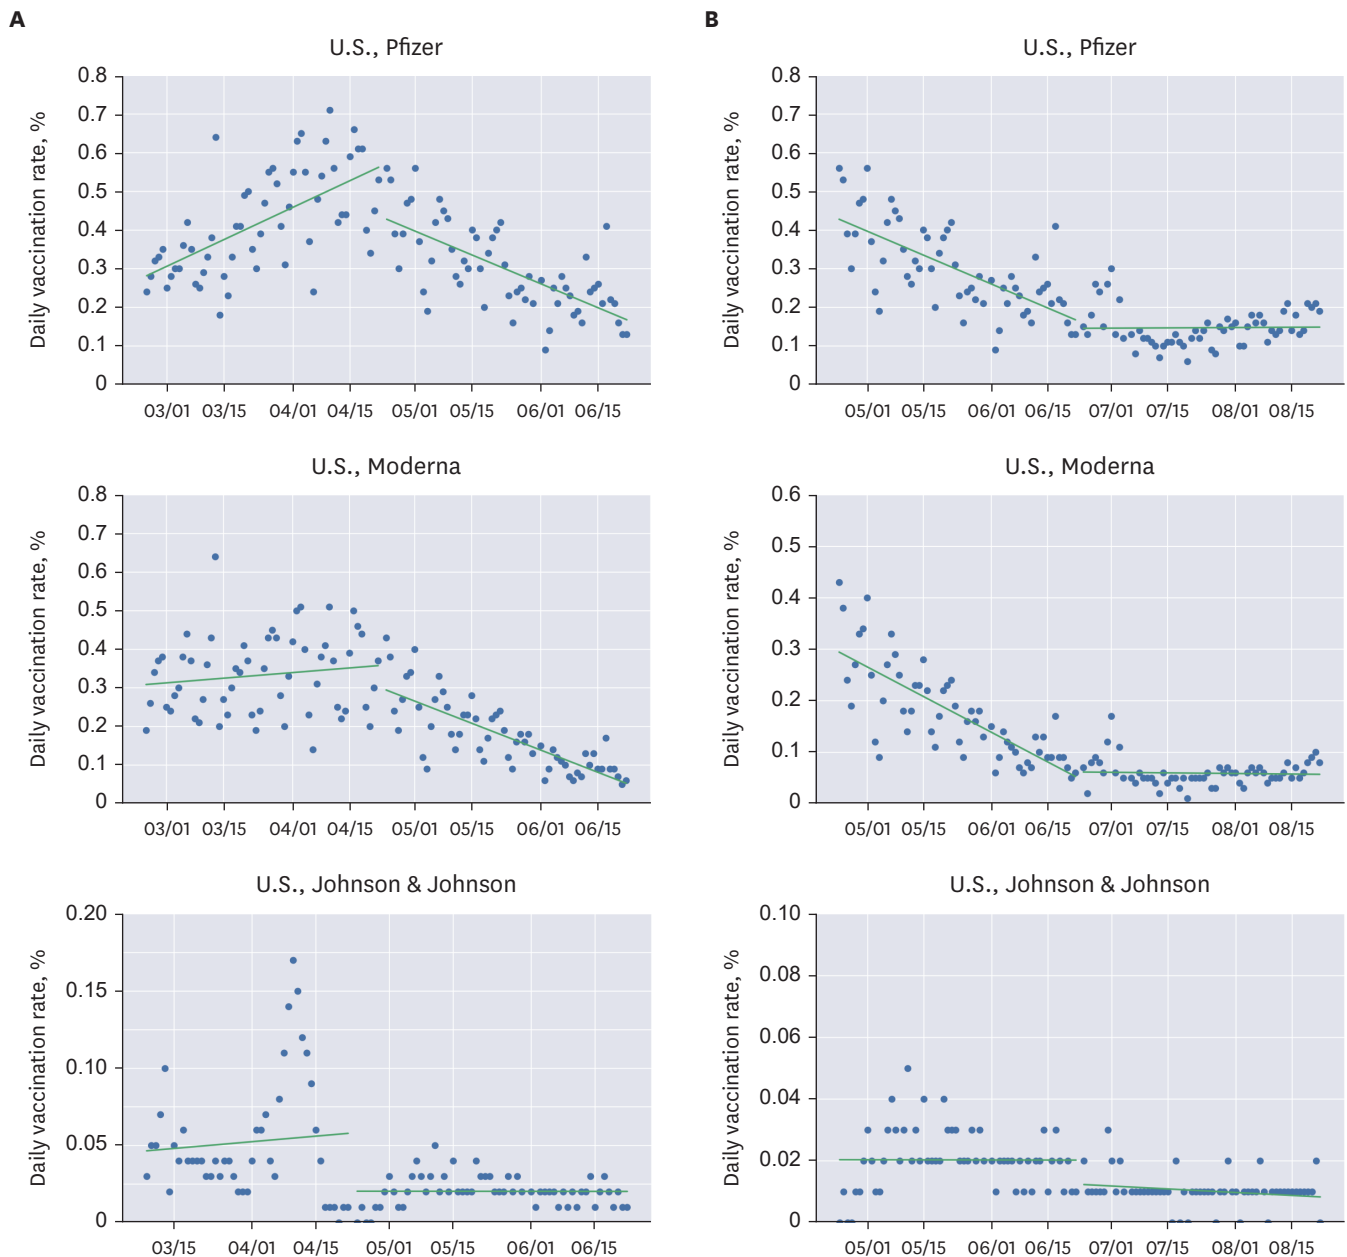 A
U.S., Pfizer
Daily vaccination rate, %
0.8
0.7
0.6
0.5
0.4
0.3
0.2
0.1
0
03/01 03/15 04/01 04/15 05/01 05/15 06/01 06/15
U.S., Moderna
Daily vaccination rate, %
0.8
0.7
0.6
0.5
0.4
0.3
0.2
0.1
0
03/01 03/15 04/01 04/15 05/01 05/15 06/01 06/15
U.S., Johnson & Johnson
Daily vaccination rate, %
0.20
0.15
0.10
0.05
0
03/15 04/01 04/15 05/01 05/15 06/01 06/15
B
U.S., Pfizer
Daily vaccination rate, %
0.8
0.7
0.6
0.5
0.4
0.3
0.2
0.1
0
05/01 05/15 06/01 06/15 07/01 07/15 08/01 08/15
U.S., Moderna
Daily vaccination rate, %
0.6
0.5
0.4
0.3
0.2
0.1
0
05/01 05/15 06/01 06/15 07/01 07/15 08/01 08/15
U.S., Johnson & Johnson
Daily vaccination rate, %
0.10
0.08
0.06
0.04
0.02
0
05/01 05/15 06/01 06/15 07/01 07/15 08/01 08/15